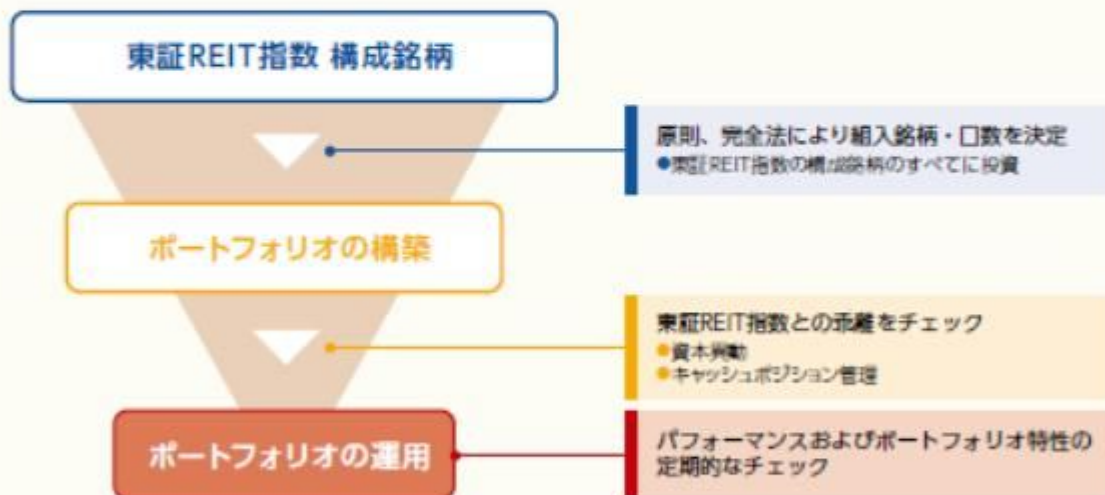 東証REIT指数 構成銘柄
原則、完全法により組入銘柄・口数を決定
●東証REIT指数の構成銘柄のすべてに投資
ポートフォリオの構築
東証REIT指数との乖離をチェック
●資本異動
●キャッシュポジション管理
ポートフォリオの運用
パフォーマンスおよびポートフォリオ特性の
定期的なチェック